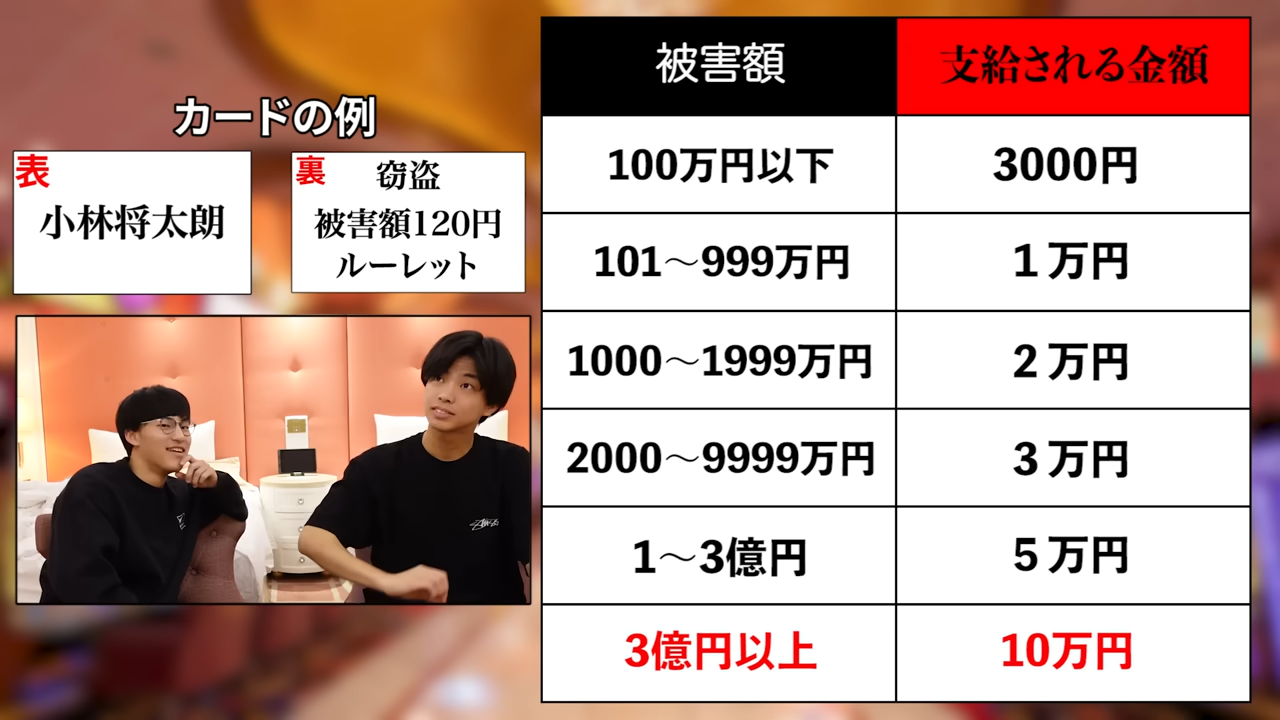 カードの例
表
小林将太朗
裏
窃盗
被害額120円
ルーレット
被害額 支給される金額
100万円以下 3000円
101～999万円 1万円
1000～1999万円 2万円
2000～9999万円 3万円
1～3億円 5万円
3億円以上 10万円